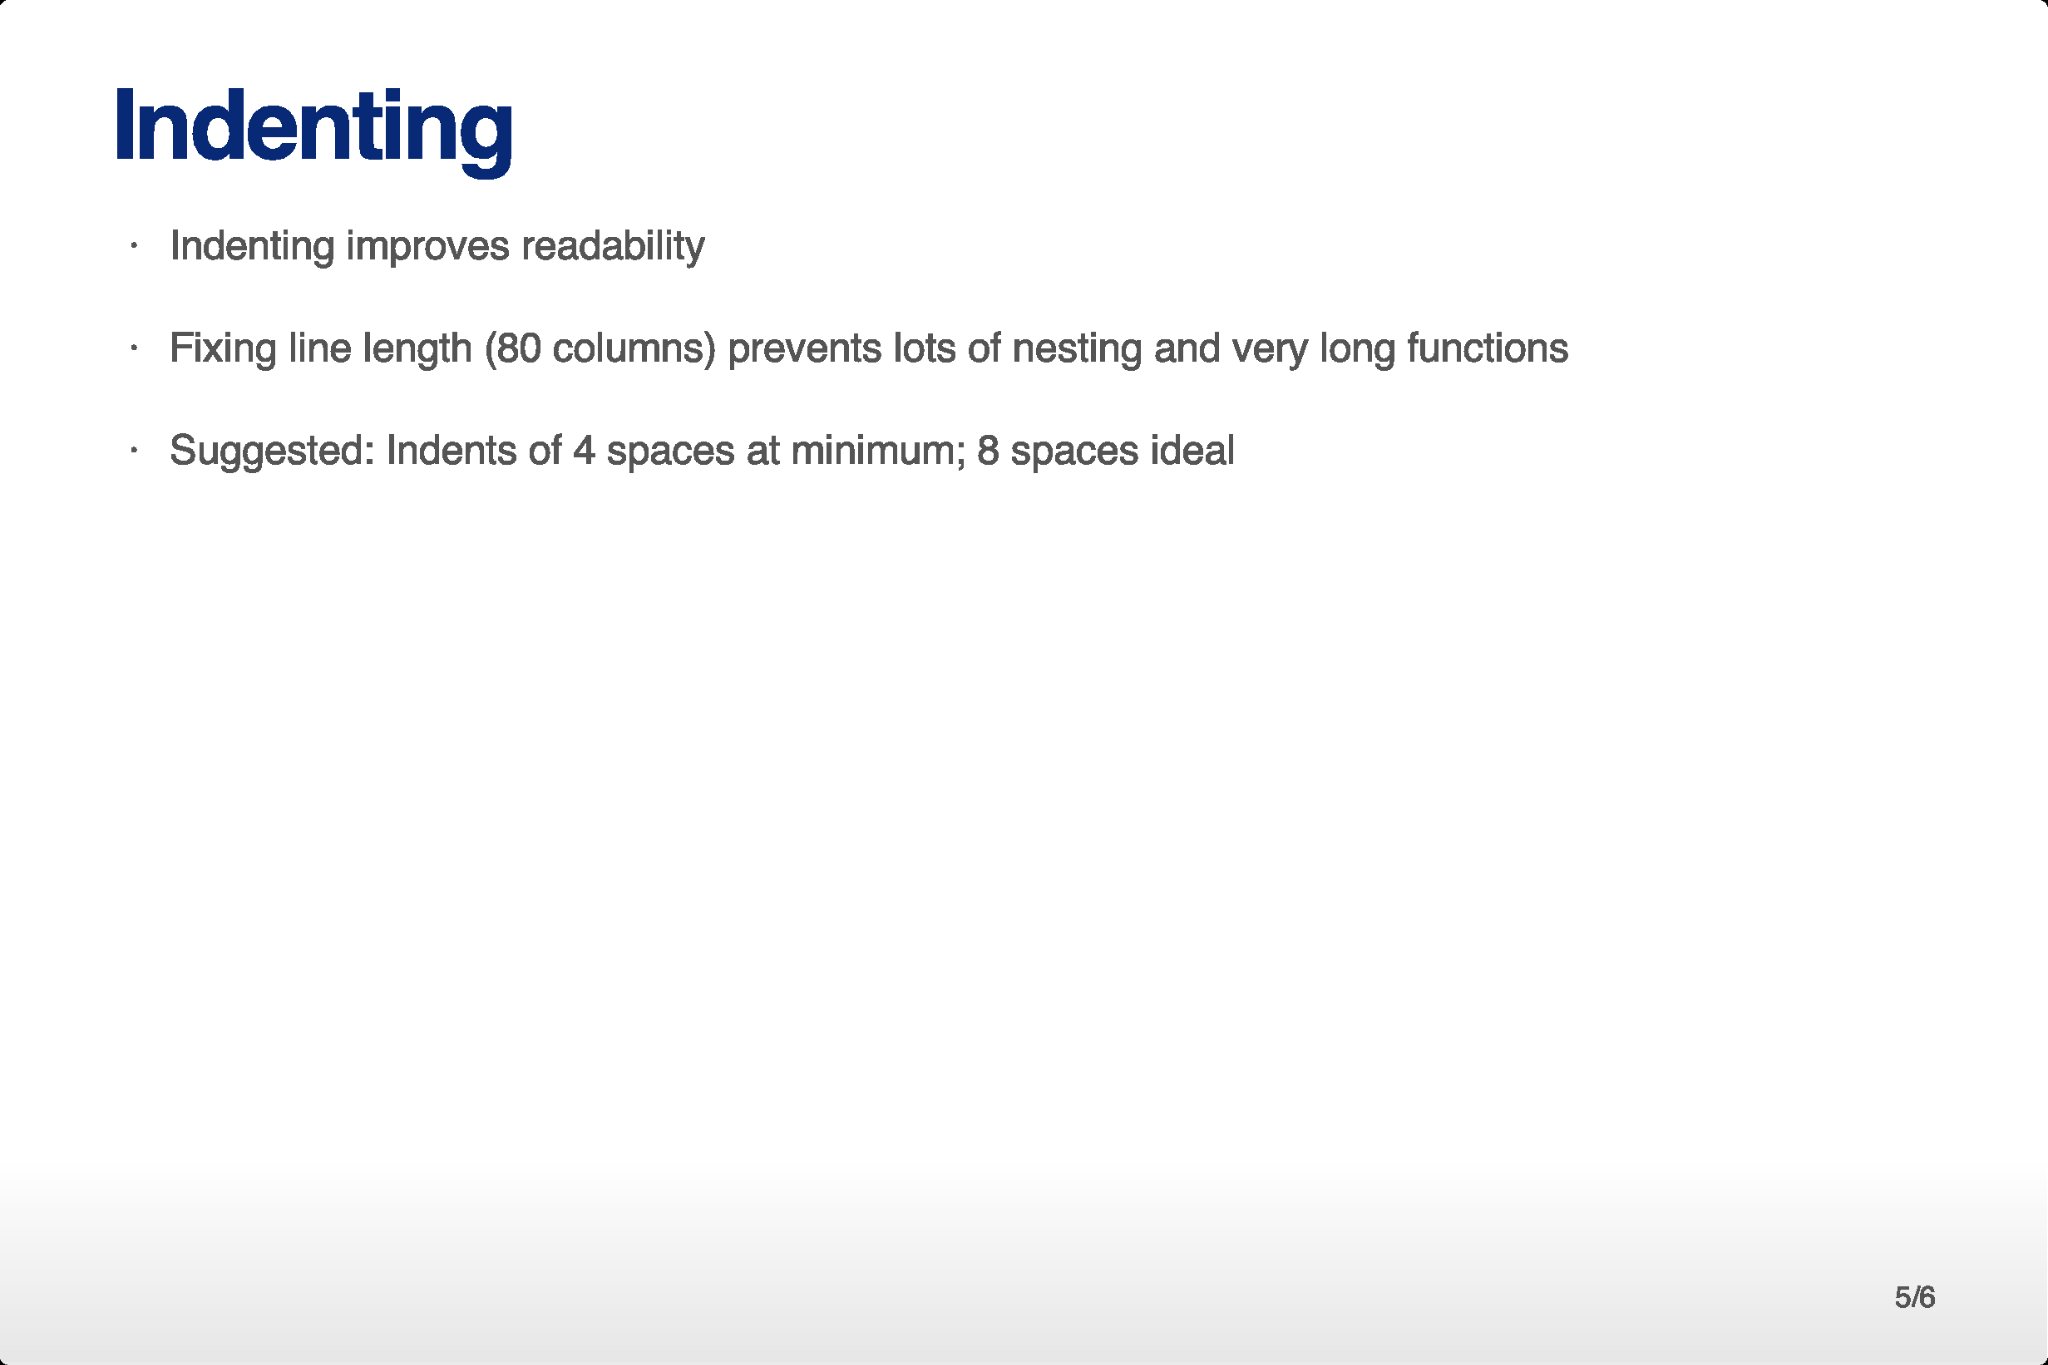 Indenting
· Indenting improves readability
· Fixing line length (80 columns) prevents lots of nesting and very long functions
· Suggested: Indents of 4 spaces at minimum; 8 spaces ideal
5/6